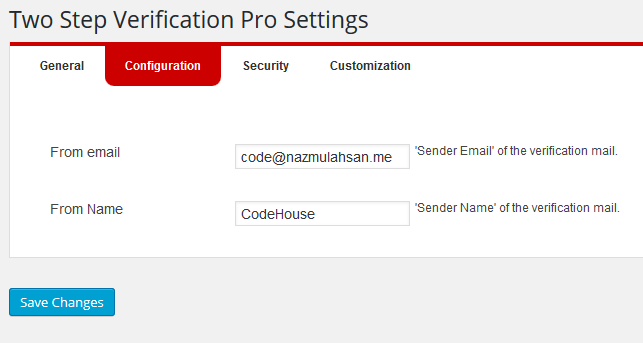 Two Step Verification Pro Settings
General Configuration Security Customization
From email code@nazmulahsan.me 'Sender Email' of the verification mail.
From Name CodeHouse 'Sender Name' of the verification mail.
Save Changes